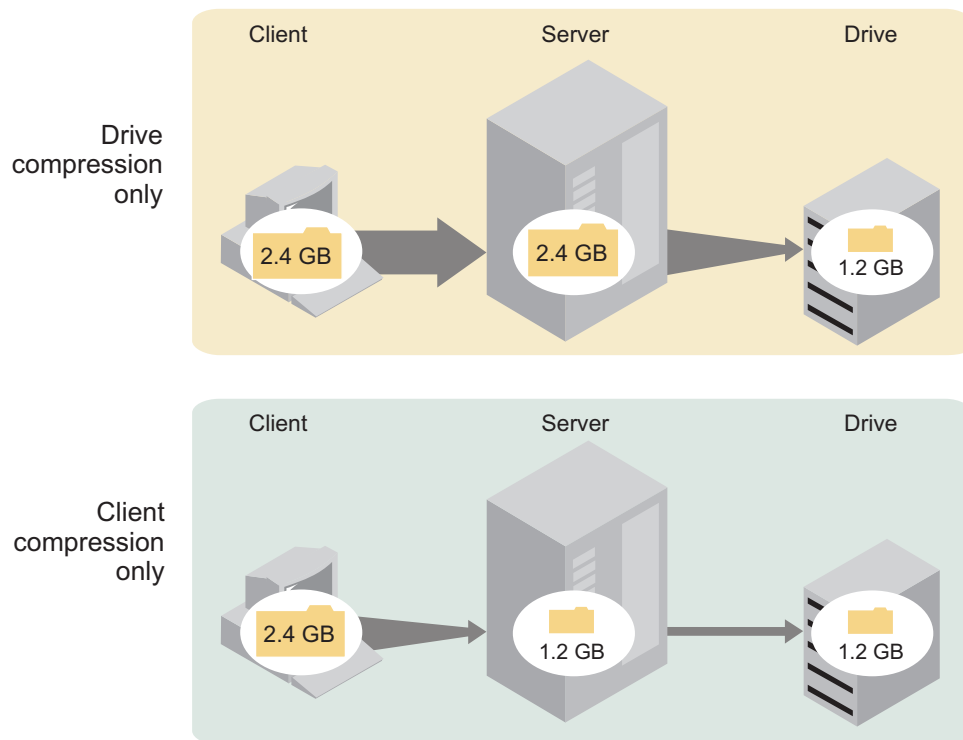 Client
Server
Drive
Drive
compression
only
2.4 GB
2.4 GB
1.2 GB
Client
Server
Drive
Client
compression
only
2.4 GB
1.2 GB
1.2 GB